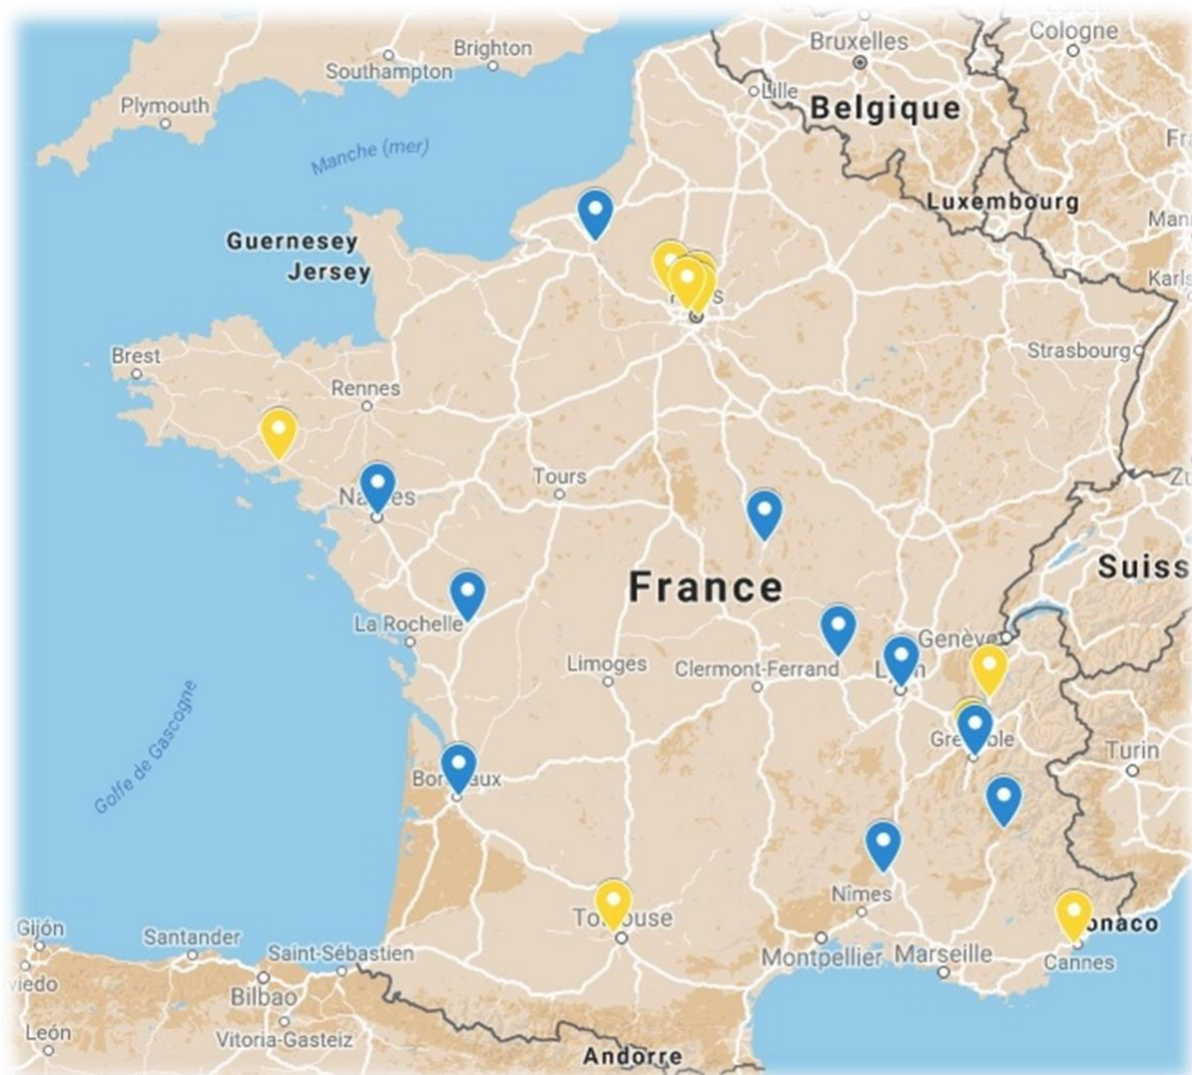 Cologne
Bruxelles
Brighton
Southampton
Lille
Plymouth
Belgique
Manche (mer)
Luxembourg
Guernesey
Jersey
Strasbourg
Brest
Rennes
Tours
Suiss
France
La Rochelle
Genève
Limoges
Clermont-Ferrand
Turin
Golfe de Gascogne
Nîmes
Gijón
Santander
Saint-Sébastien
Montpellier
Marseille
onaco
Cannes
viedo
Bilbao
León
Vitoria-Gasteiz
Andorre